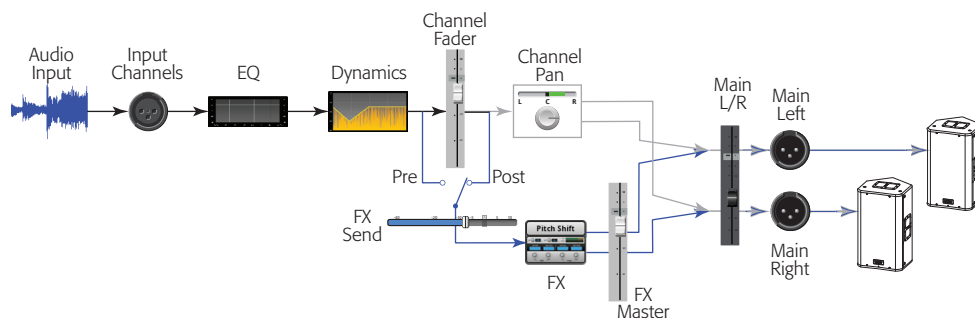 Audio
Input
Input
Channels
EQ
Dynamics
Channel
Fader
Channel
Pan
L C R
Main
L/R
Main
Left
Pre
Post
FX
Send
Pitch Shift
FX
FX
Master
Main
Right